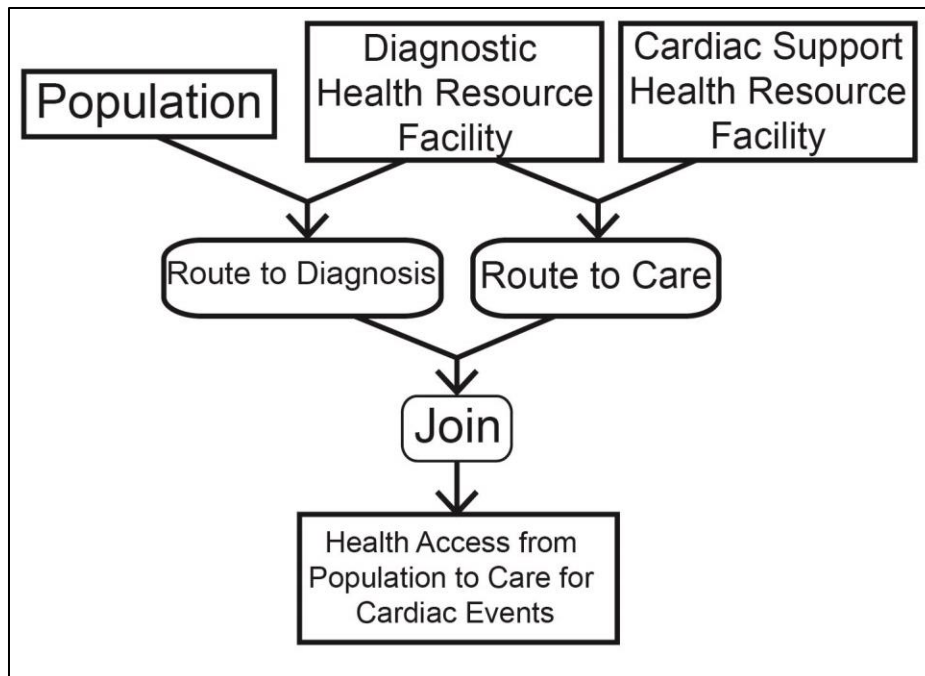 Population
Diagnostic
Health Resource
Facility
Cardiac Support
Health Resource
Facility
Route to Diagnosis
Route to Care
Join
Health Access from
Population to Care for
Cardiac Events